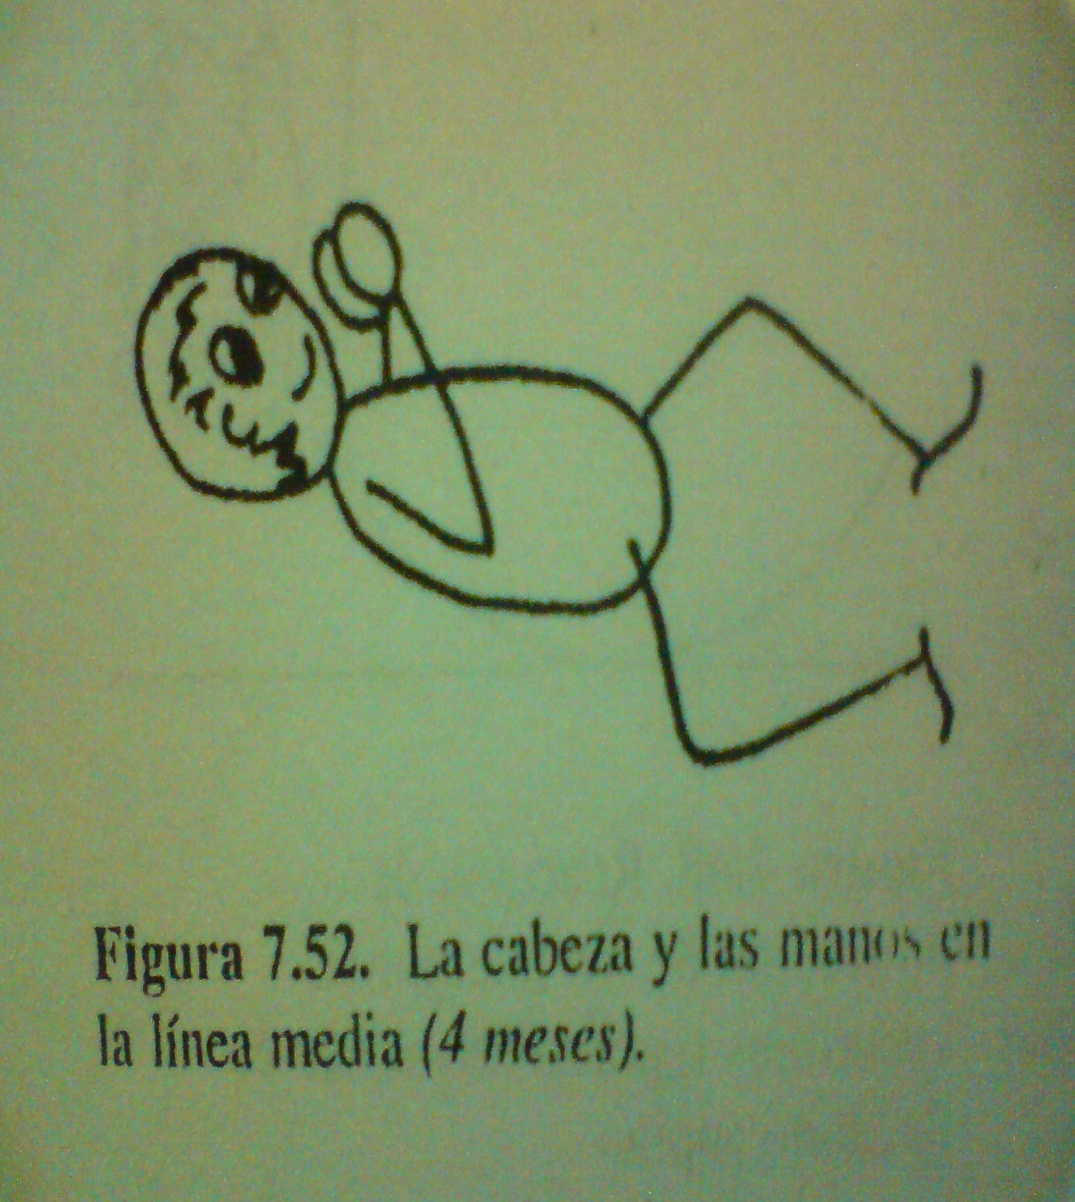 Figura 7.52. La cabeza y las manos en
la línea media (4 meses).